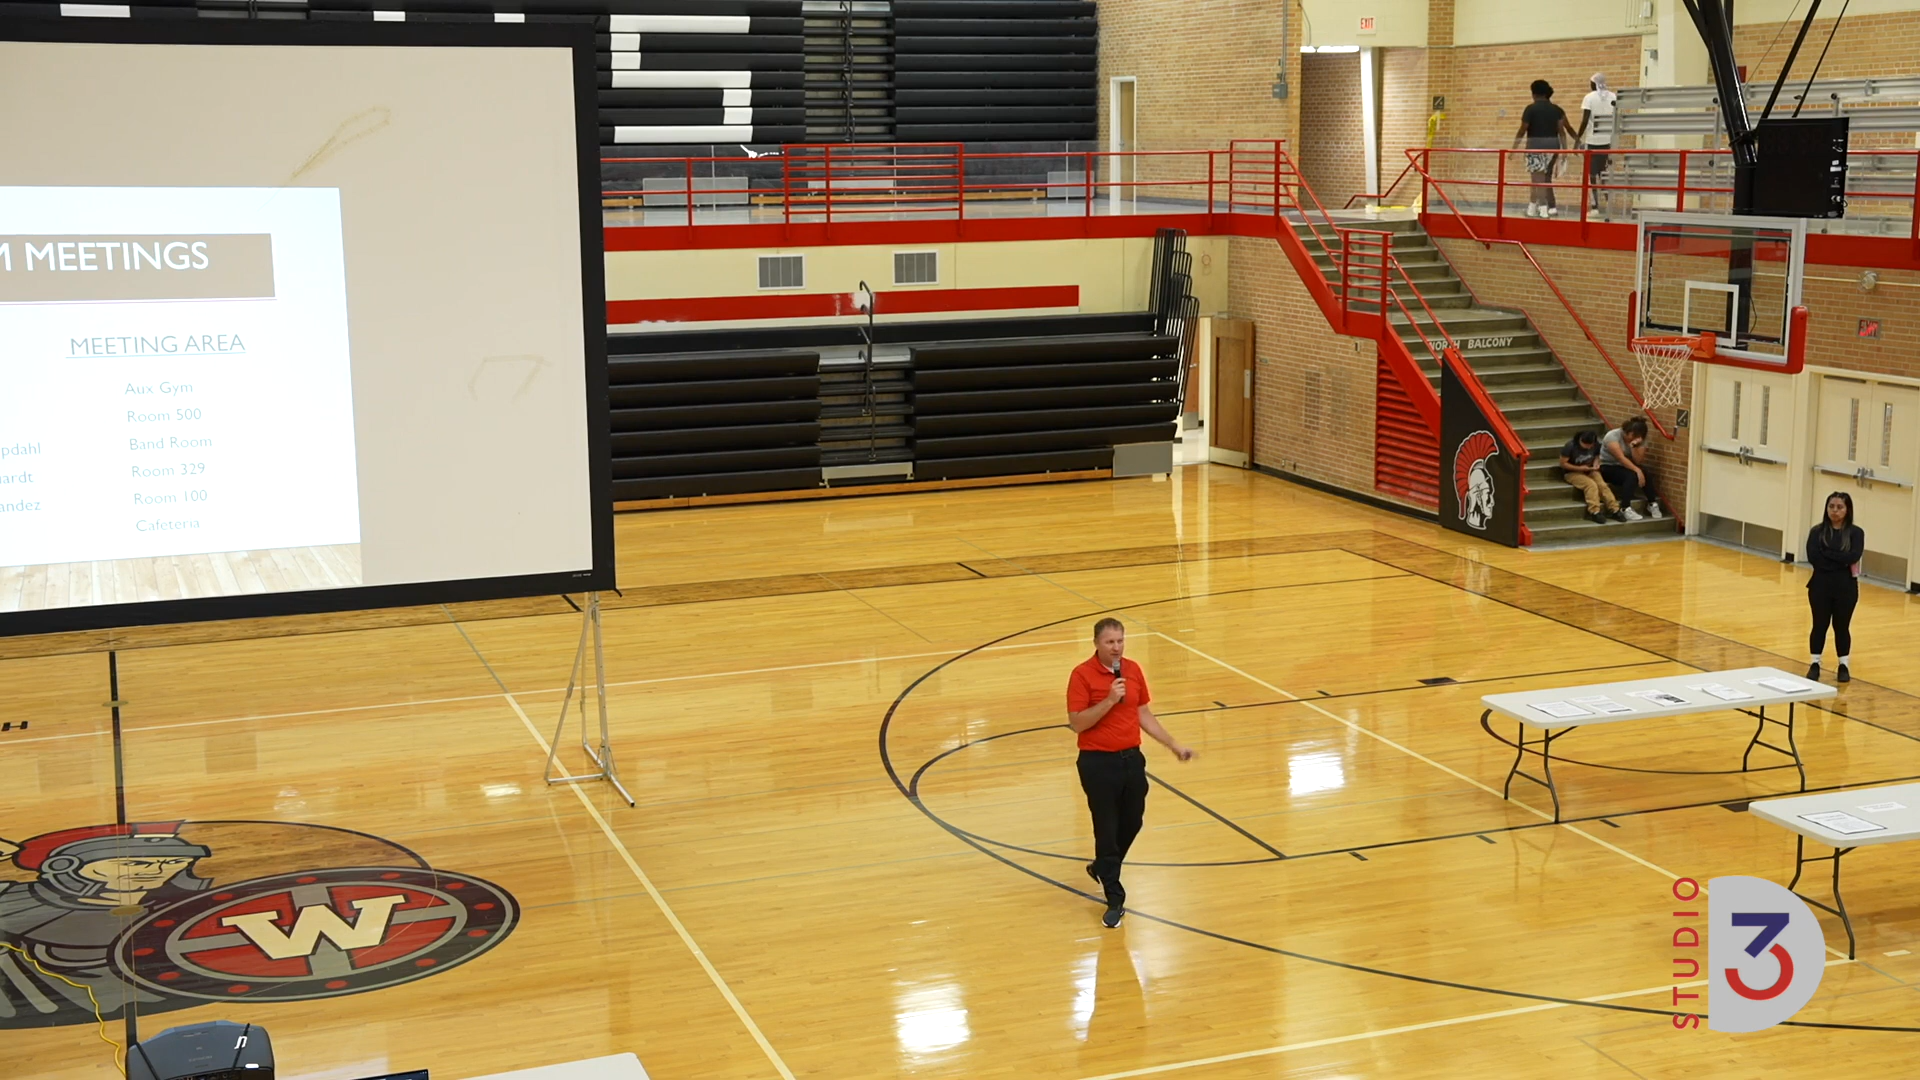 S
EXIT
M MEETINGS
MEETING AREA
Aux Gym
Room 500
pdahl Band Room
ardt Room 329
andez Room 100
Cafeteria
NORTH BALCONY
H
W
STUDIO
3